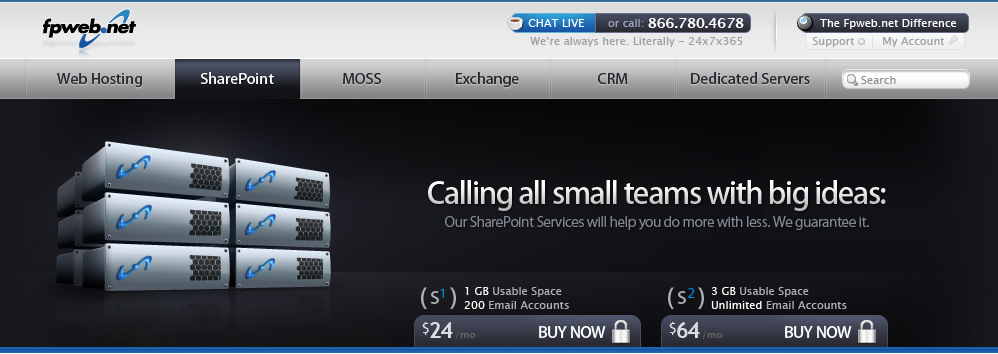 fpweb.net
CHAT LIVE or call: 866.780.4678
We're always here. Literally - 24x7x365
The Fpweb.net Difference
Support My Account
Web Hosting SharePoint MOSS Exchange CRM Dedicated Servers Search
Calling all small teams with big ideas:
Our SharePoint Services will help you do more with less. We guarantee it.
(S1) 1 GB Usable Space
200 Email Accounts
$24/mo BUY NOW
(S2) 3 GB Usable Space
Unlimited Email Accounts
$64/mo BUY NOW